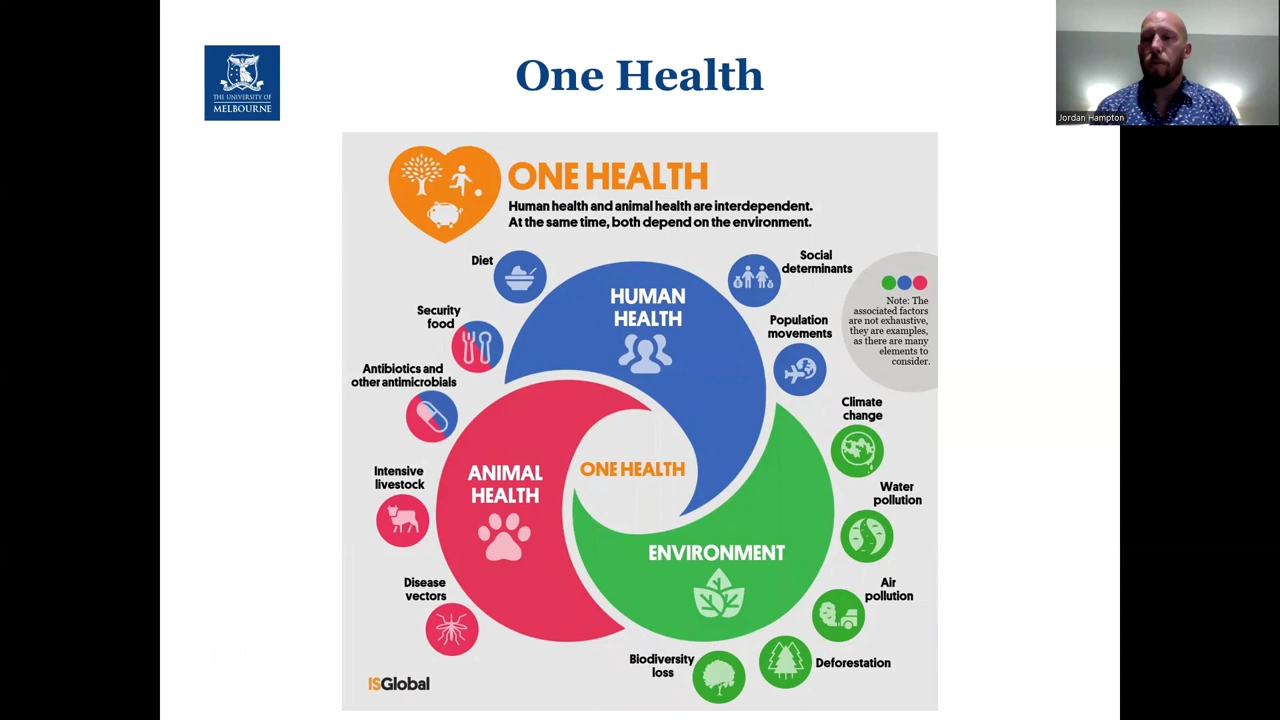 One Health
THE UNIVERSITY OF
MELBOURNE
Jordan Hampton
ONE HEALTH
Human health and animal health are interdependent.
At the same time, both depend on the environment.
Diet
Security
food
Antibiotics and
other antimicrobials
Intensive
livestock
Disease
vectors
HUMAN
HEALTH
ANIMAL
HEALTH
ONE HEALTH
ENVIRONMENT
Social
determinants
Population
movements
Note: The
associated factors
are not exhaustive,
they are examples,
as there are many
elements to
consider.
Climate
change
Water
pollution
Air
pollution
Deforestation
Biodiversity
loss
ISGlobal